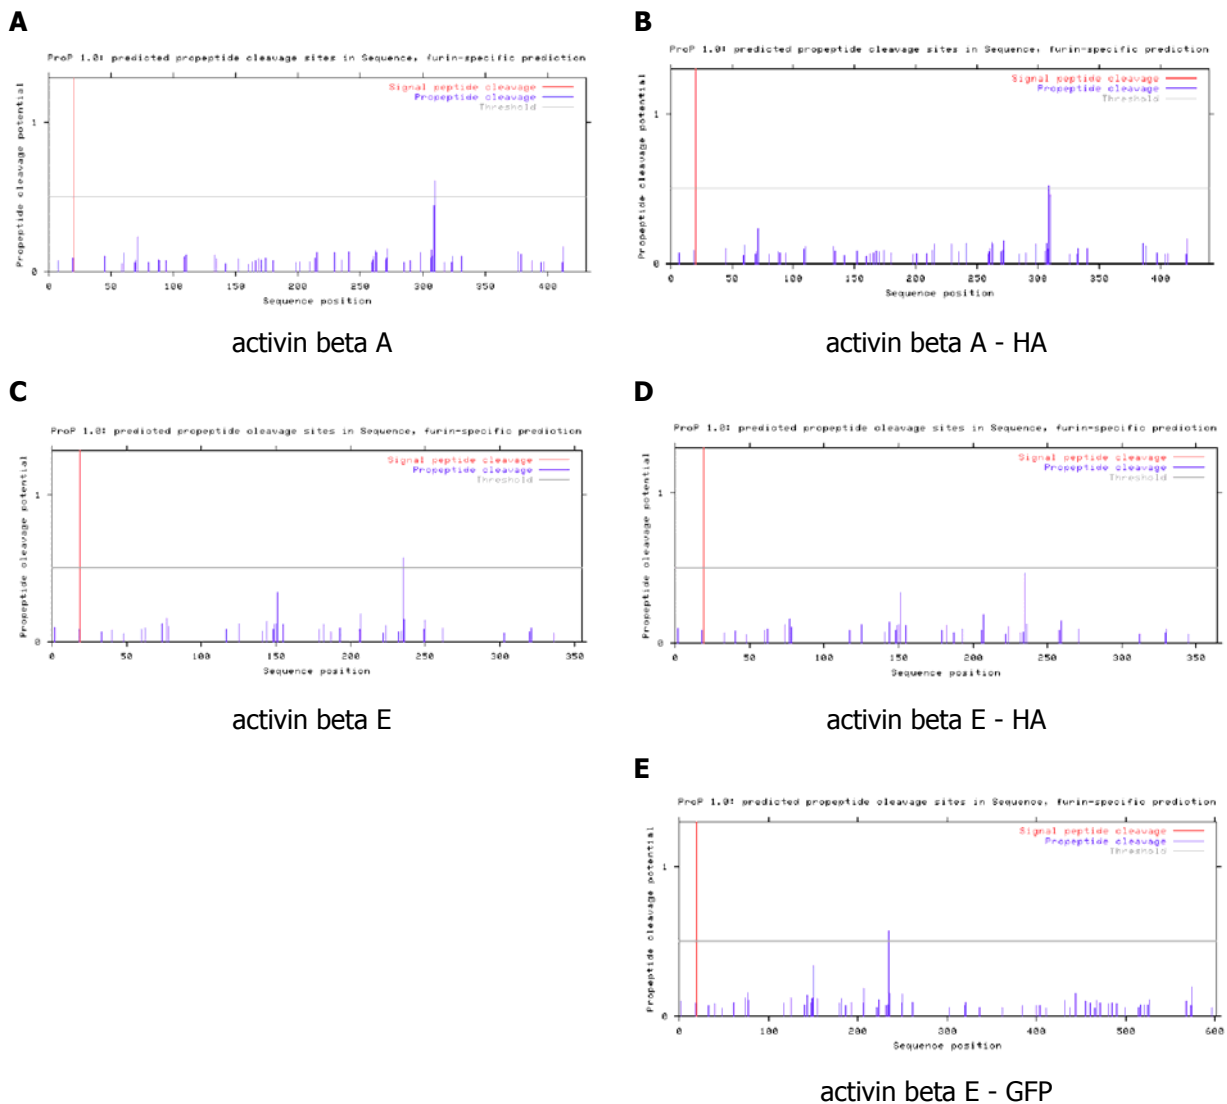 A
ProP 1.0: predicted propeptide cleavage sites in Sequence, furin-specific prediction
Signal peptide cleavage
Propeptide cleavage
Threshold
Propeptide cleavage potential
1
0
0 50 100 150 200 250 300 350 400
Sequence position
activin beta A
B
ProP 1.0: predicted propeptide cleavage sites in Sequence, furin-specific prediction
Signal peptide cleavage
Propeptide cleavage
Threshold
Propeptide cleavage potential
1
0
0 50 100 150 200 250 300 350 400
Sequence position
activin beta A - HA
C
ProP 1.0: predicted propeptide cleavage sites in Sequence, furin-specific prediction
Signal peptide cleavage
Propeptide cleavage
Threshold
Propeptide cleavage potential
1
0
0 50 100 150 200 250 300 350
Sequence position
activin beta E
D
ProP 1.0: predicted propeptide cleavage sites in Sequence, furin-specific prediction
Signal peptide cleavage
Propeptide cleavage
Threshold
Propeptide cleavage potential
1
0
0 50 100 150 200 250 300 350
Sequence position
activin beta E - HA
E
ProP 1.0: predicted propeptide cleavage sites in Sequence, furin-specific prediction
Signal peptide cleavage
Propeptide cleavage
Threshold
Propeptide cleavage potential
1
0
0 100 200 300 400 500 600
Sequence position
activin beta E - GFP